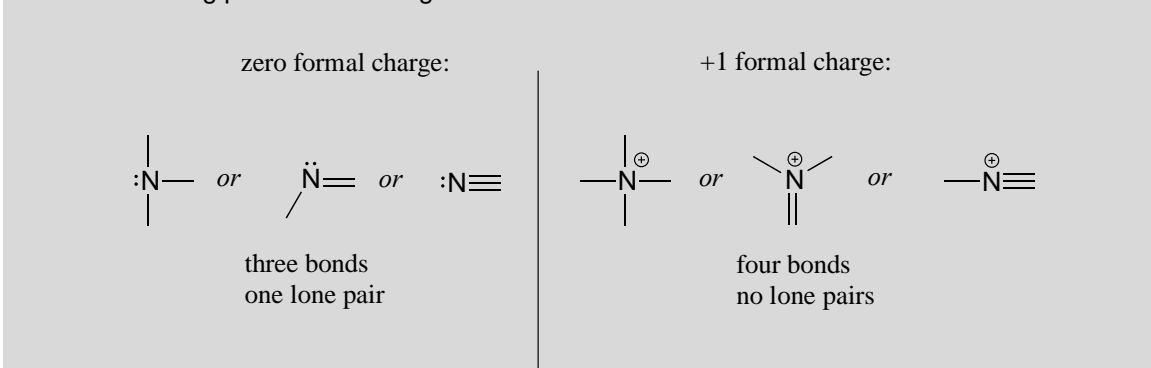 zero formal charge:
+1 formal charge:
:N or N or :N N or N or N
three bonds
one lone pair
four bonds
no lone pairs